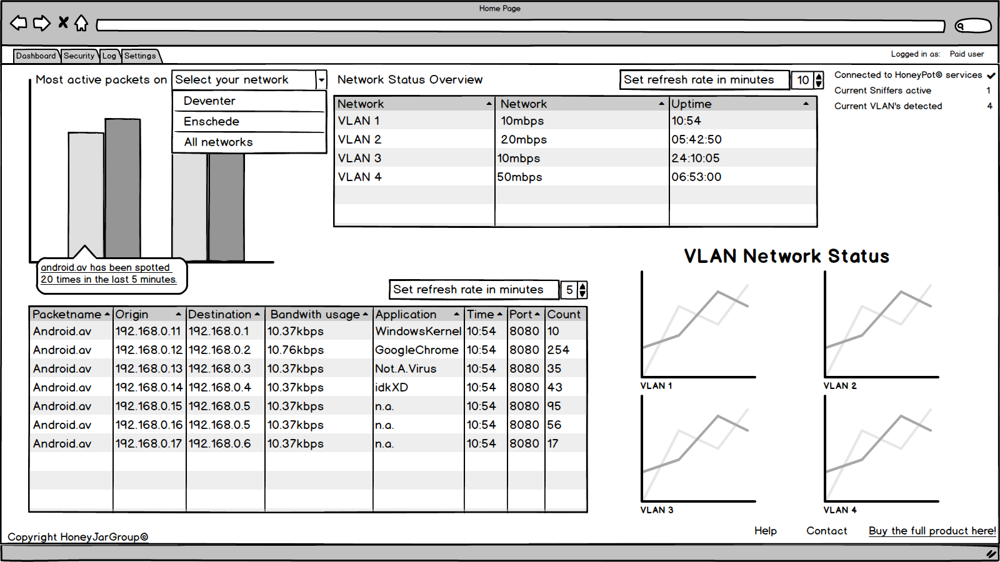 Home Page
Dashboard Security Log Settings
Logged in as: Paid user
Most active packets on Select your network
Deventer
Enschede
All networks
android.av has been spotted
20 times in the last 5 minutes.
Network Status Overview
Set refresh rate in minutes 10
Network Network Uptime
VLAN 1 10mbps 10:54
VLAN 2 20mbps 05:42:50
VLAN 3 10mbps 24:10:05
VLAN 4 50mbps 06:53:00
Connected to HoneyPot© services
Current Sniffers active 1
Current VLAN's detected 4
Set refresh rate in minutes 5
Packetname Origin Destination Bandwith usage Application Time Port Count
Android.av 192.168.0.11 192.168.0.1 10.37kbps WindowsKernel 10:54 8080 10
Android.av 192.168.0.12 192.168.0.2 10.76kbps GoogleChrome 10:54 8080 254
Android.av 192.168.0.13 192.168.0.3 10.37kbps Not.A.Virus 10:54 8080 35
Android.av 192.168.0.14 192.168.0.4 10.37kbps idkXD 10:54 8080 43
Android.av 192.168.0.15 192.168.0.5 10.37kbps n.a. 10:54 8080 95
Android.av 192.168.0.16 192.168.0.5 10.37kbps n.a. 10:54 8080 56
Android.av 192.168.0.17 192.168.0.6 10.37kbps n.a. 10:54 8080 17
VLAN Network Status
VLAN 1
VLAN 2
VLAN 3
VLAN 4
Copyright HoneyJarGroup©
Help Contact Buy the full product here!